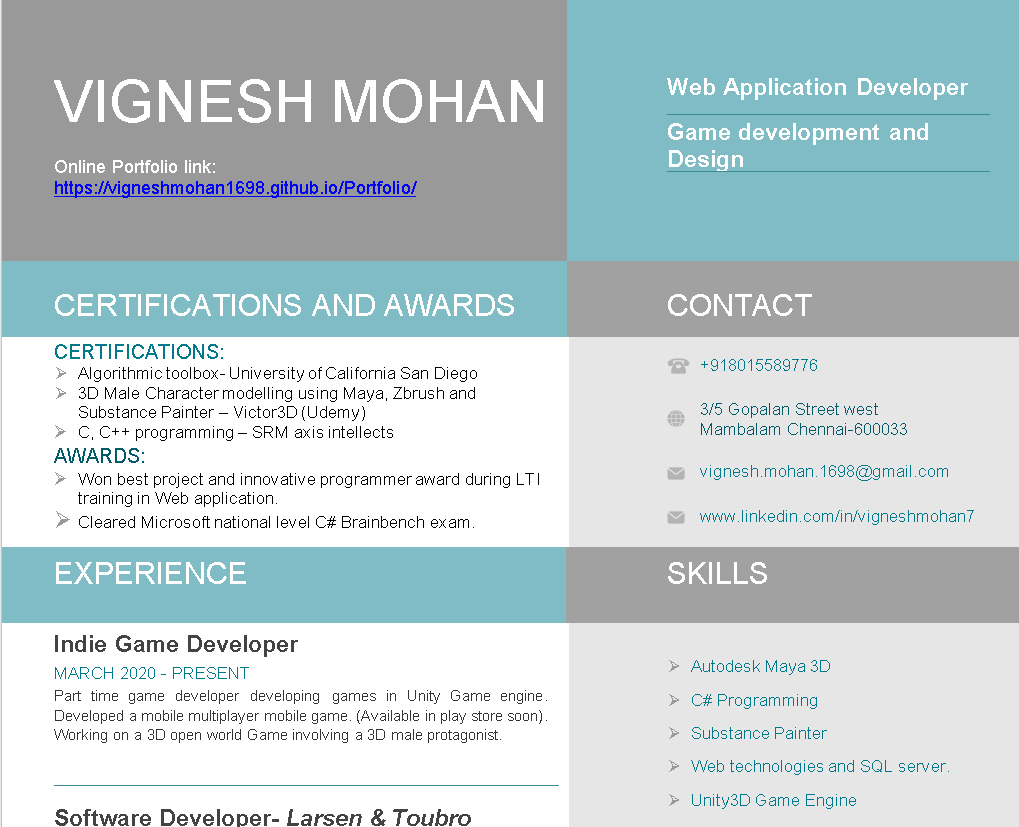 VIGNESH MOHAN
Online Portfolio link:
https://vigneshmohan1698.github.io/Portfolio/
Web Application Developer
Game development and
Design
CERTIFICATIONS AND AWARDS
CERTIFICATIONS:
Algorithmic toolbox- University of California San Diego
3D Male Character modelling using Maya, Zbrush and
Substance Painter – Victor3D (Udemy)
C, C++ programming – SRM axis intellects
AWARDS:
Won best project and innovative programmer award during LTI
training in Web application.
Cleared Microsoft national level C# Brainbench exam.
CONTACT
+918015589776
3/5 Gopalan Street west
Mambalam Chennai-600033
vignesh.mohan.1698@gmail.com
www.linkedin.com/in/vigneshmohan7
EXPERIENCE
Indie Game Developer
MARCH 2020 - PRESENT
Part time game developer developing games in Unity Game engine.
Developed a mobile multiplayer mobile game. (Available in play store soon).
Working on a 3D open world Game involving a 3D male protagonist.
Software Developer- Larsen & Toubro
SKILLS
Autodesk Maya 3D
C# Programming
Substance Painter
Web technologies and SQL server.
Unity3D Game Engine